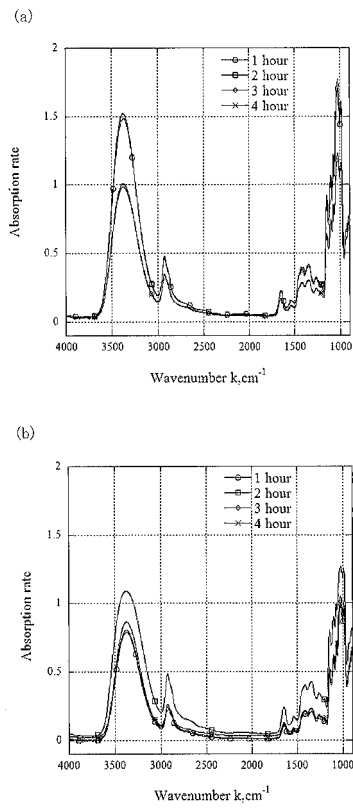 (a)
2
1.5
1
0.5
0
1 hour
2 hour
3 hour
4 hour
Absorption rate
4000 3500 3000 2500 2000 1500 1000
Wavenumber k,cm-1
(b)
2
1.5
1
0.5
0
1 hour
2 hour
3 hour
4 hour
Absorption rate
4000 3500 3000 2500 2000 1500 1000
Wavenumber k,cm-1